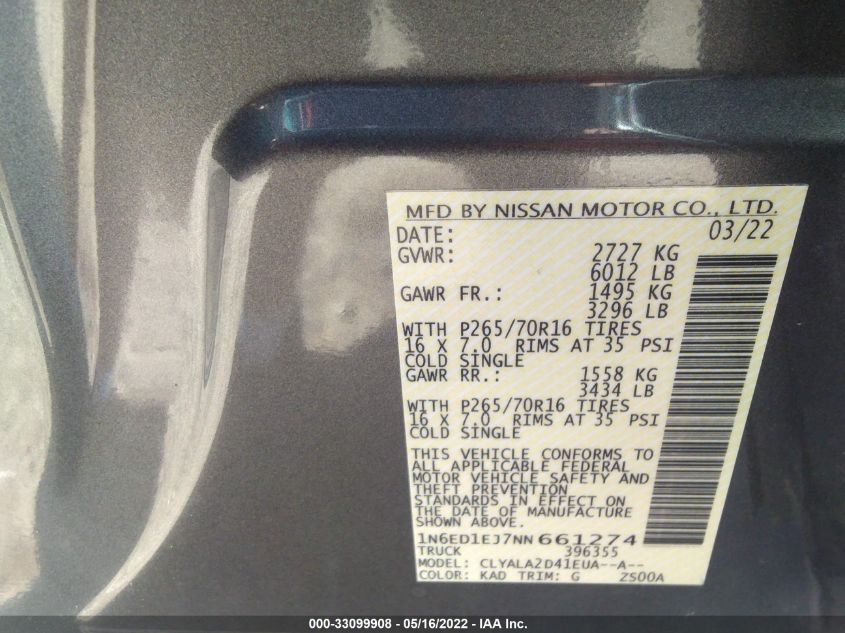 MFD BY NISSAN MOTOR CO., LTD.
DATE: 03/22
GVWR: 2727 KG
6012 LB
GAWR FR.: 1495 KG
3296 LB
WITH P265/70R16 TIRES
16 X 7.0 RIMS AT 35 PSI
COLD SINGLE
GAWR RR.: 1558 KG
3434 LB
WITH P265/70R16 TIRES
16 X 7.0 RIMS AT 35 PSI
COLD SINGLE
THIS VEHICLE CONFORMS TO
ALL APPLICABLE FEDERAL
MOTOR VEHICLE SAFETY AND
THEFT PREVENTION
STANDARDS IN EFFECT ON
THE DATE OF MANUFACTURE
SHOWN ABOVE.
1N6ED1EJ7NN661274
TRUCK 396355
MODEL: CLYALA2D41EUA--A--
COLOR: KAD TRIM: G ZS00A
000-33099908 - 05/16/2022 - IAA Inc.